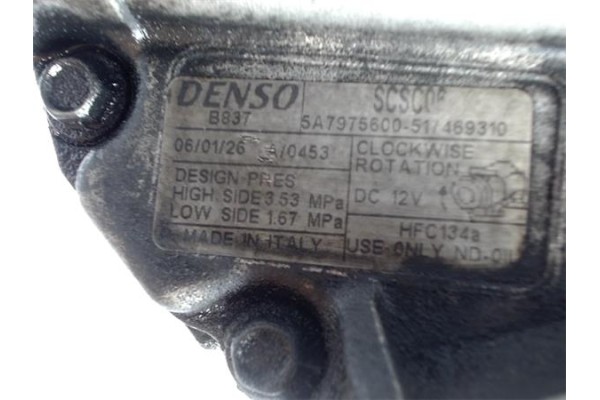 DENSO SCSC06
B837 5A7975600-51/469310
06/01/26 /0453 CLOCKWISE
ROTATION
DESIGN PRES
HIGH SIDE 3.53 MPa DC 12V
LOW SIDE 1.67 MPa HFC134a
MADE IN ITALY USE ONLY ND-OIL